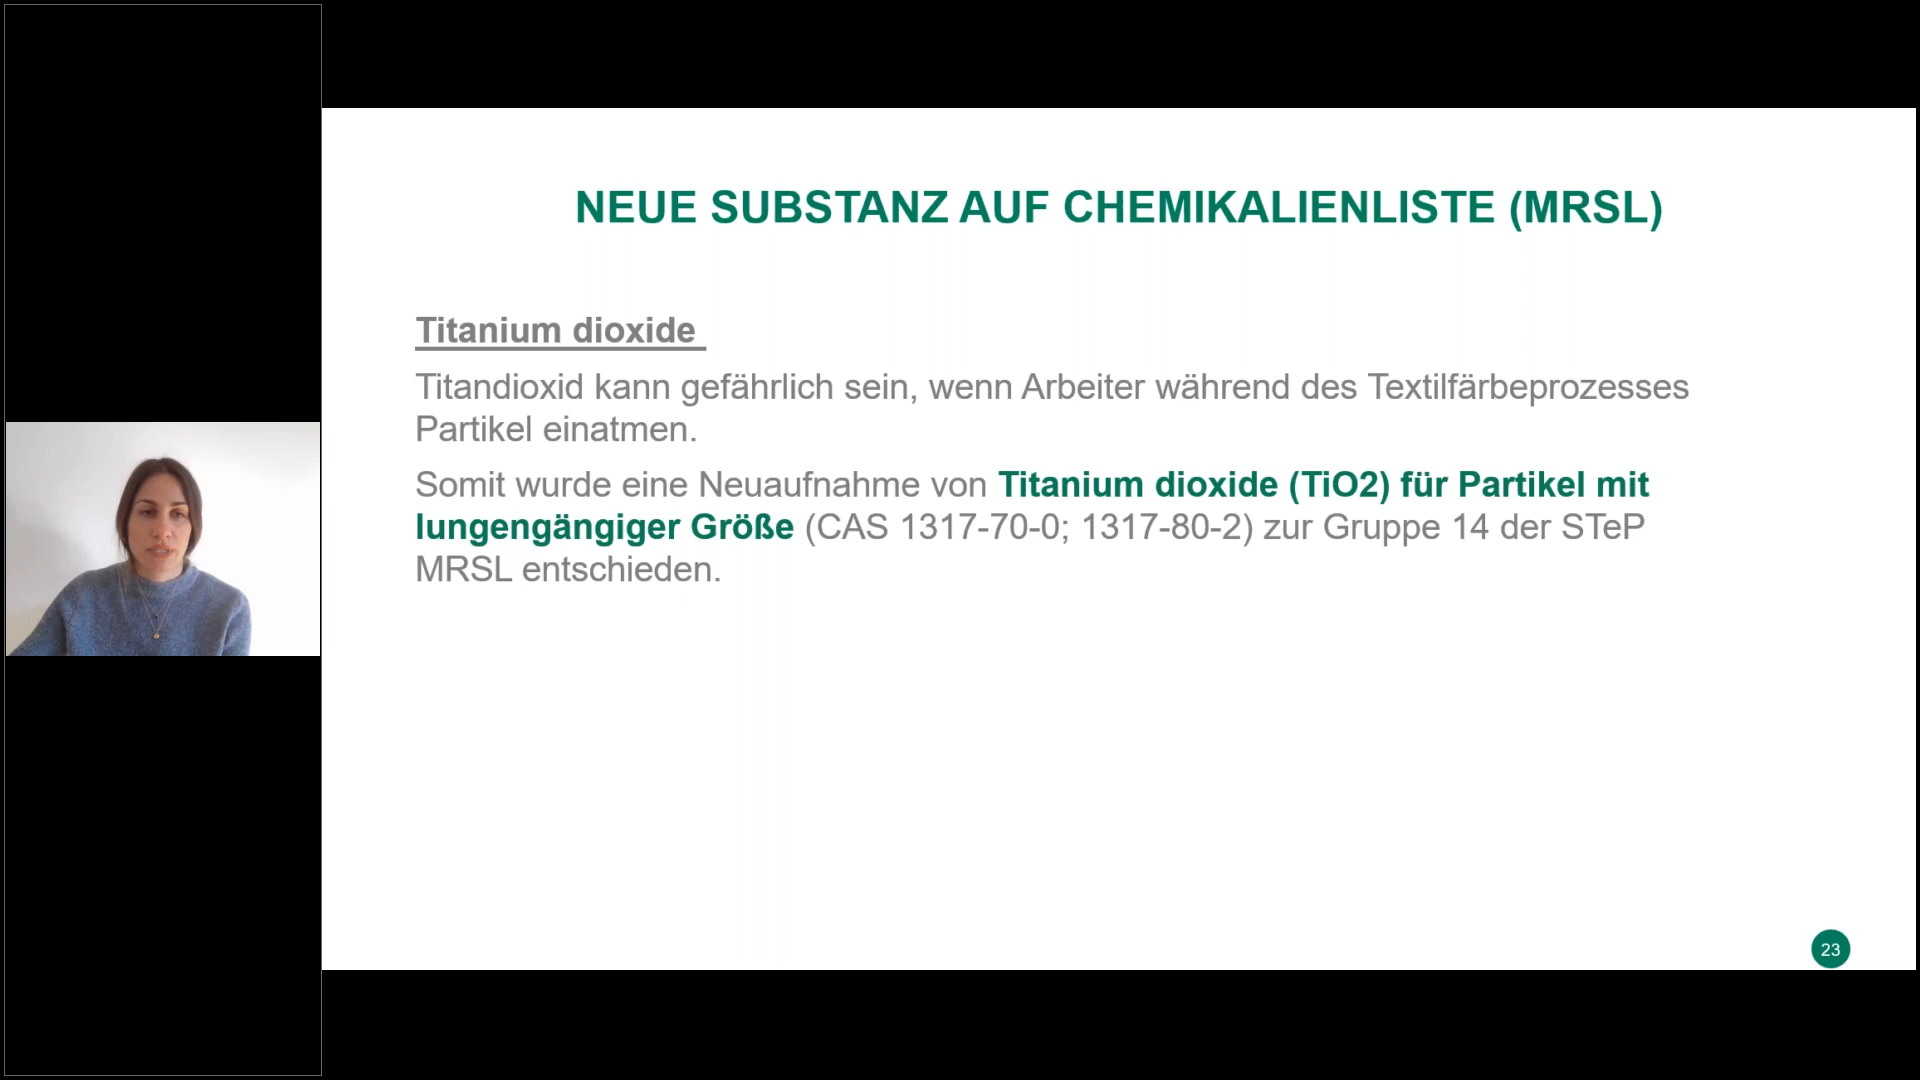 NEUE SUBSTANZ AUF CHEMIKALIENLISTE (MRSL)
Titanium dioxide
Titandioxid kann gefährlich sein, wenn Arbeiter während des Textilfärbeprozesses
Partikel einatmen.
Somit wurde eine Neuaufnahme von Titanium dioxide (TiO2) für Partikel mit
lungengängiger Größe (CAS 1317-70-0; 1317-80-2) zur Gruppe 14 der STeP
MRSL entschieden.
23